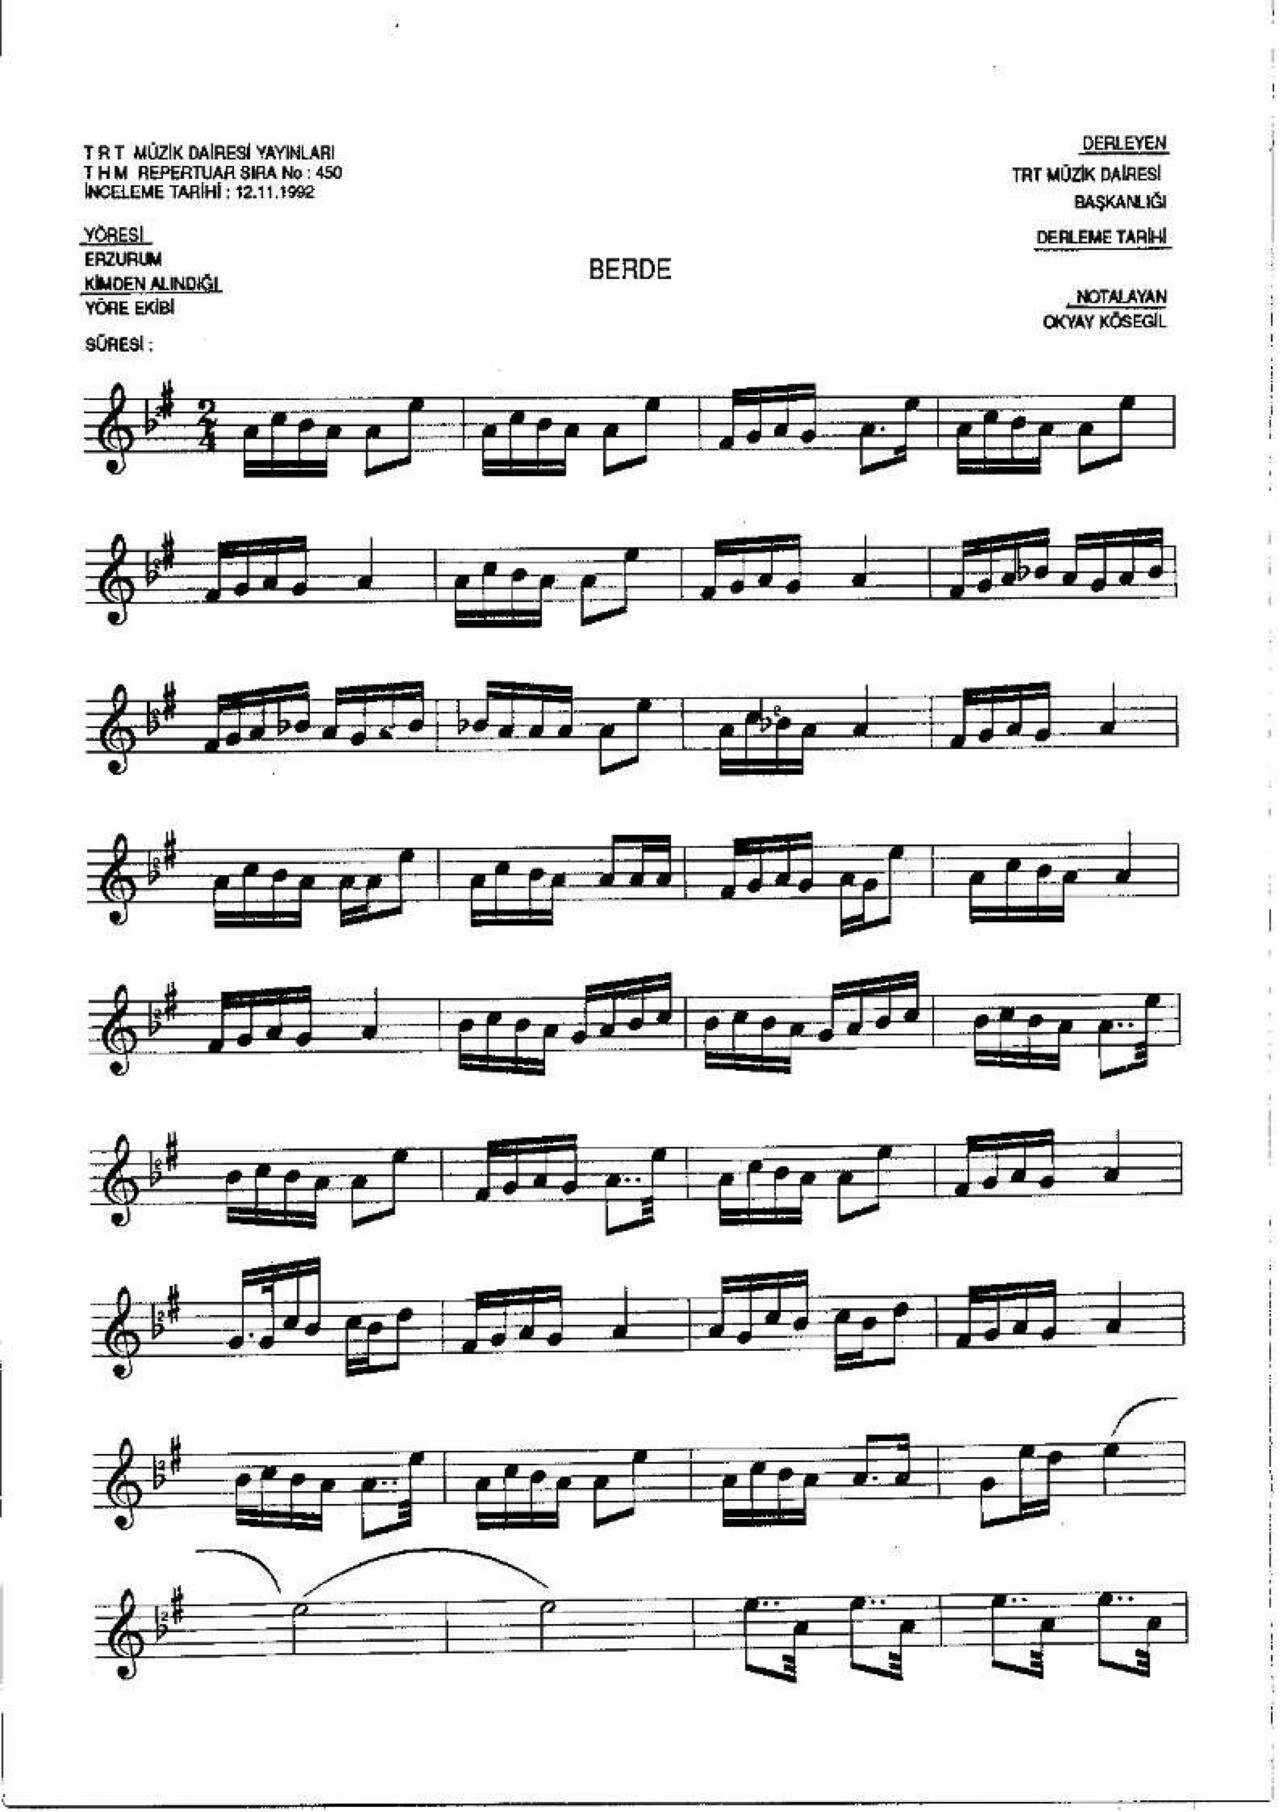 TRT MÜZİK DAİRESİ YAYINLARI
THM REPERTUAR SIRA No : 450
İNCELEME TARİHİ : 12.11.1992
YÖRESİ
ERZURUM
KİMDEN ALINDIĞI
YÖRE EKİBİ
SÜRESİ :
BERDE
DERLEYEN
TRT MÜZİK DAİRESİ
BAŞKANLIĞI
DERLEME TARİHİ
NOTALAYAN
OKYAY KÖSEGİL
2
4